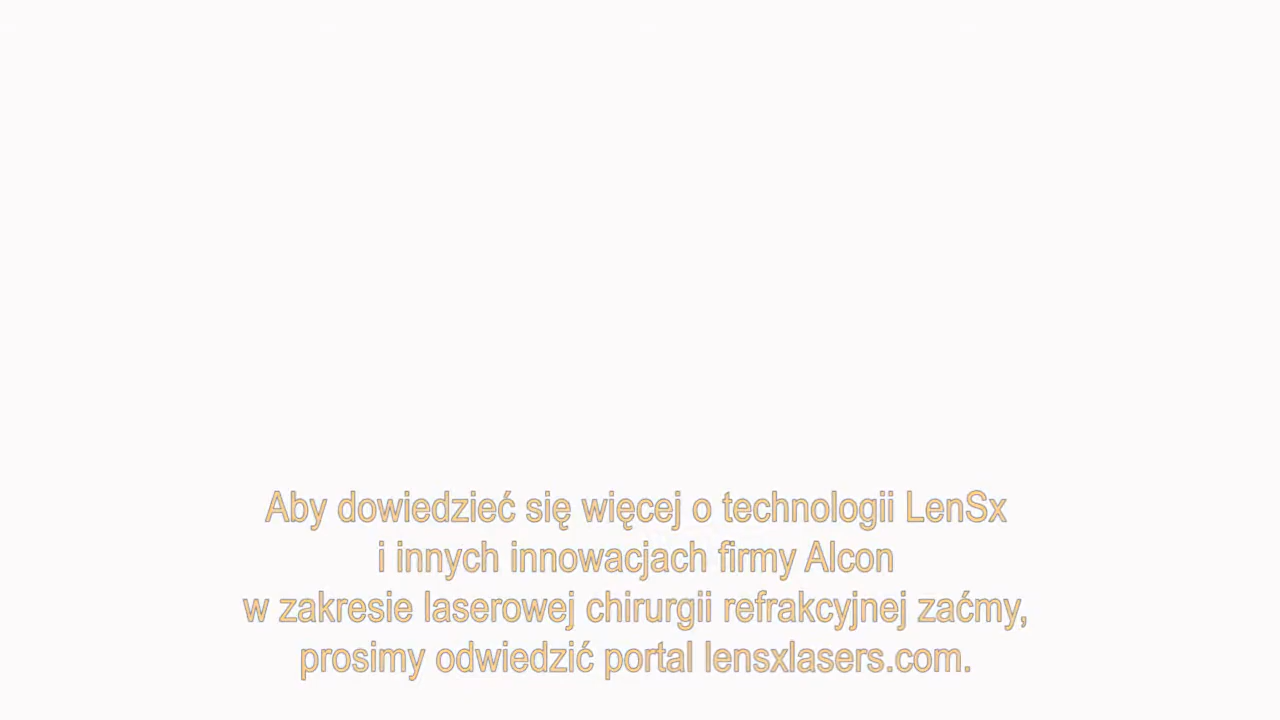 Aby dowiedzieć się więcej o technologii LenSx
i innych innowacjach firmy Alcon
w zakresie laserowej chirurgii refrakcyjnej zaćmy,
prosimy odwiedzić portal lensxlasers.com.